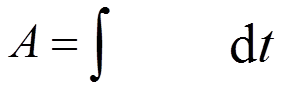 A = ∫ dt